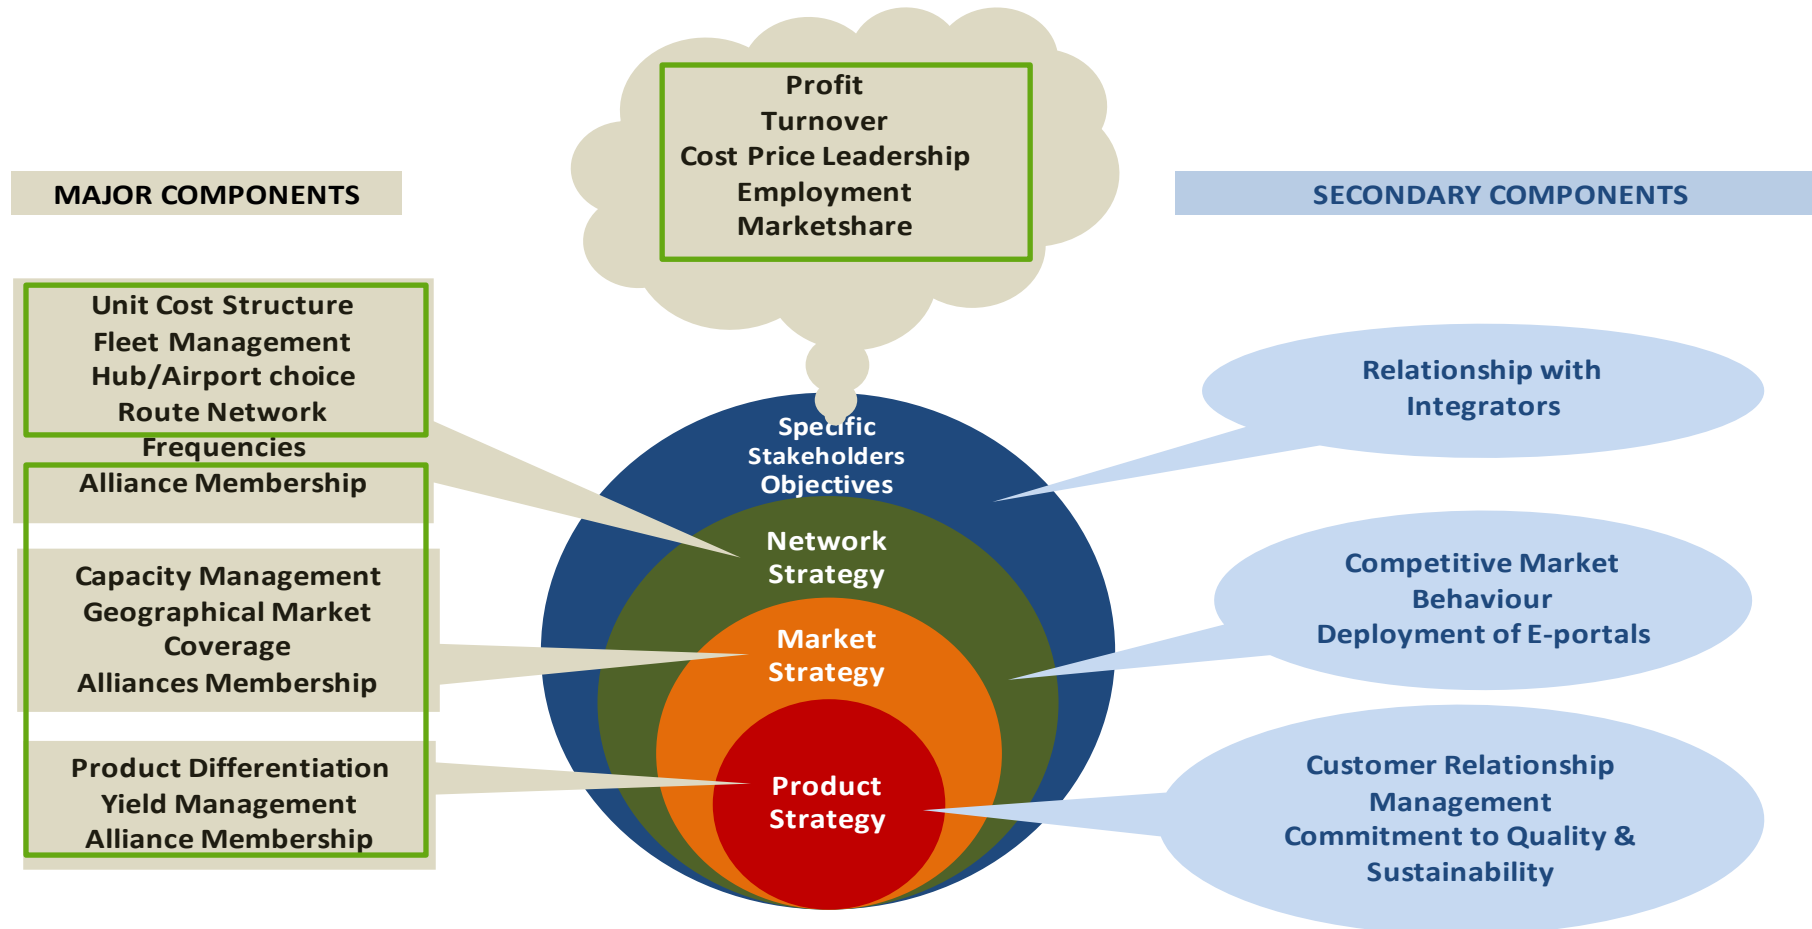 Profit
Turnover
Cost Price Leadership
Employment
Marketshare
MAJOR COMPONENTS
SECONDARY COMPONENTS
Unit Cost Structure
Fleet Management
Hub/Airport choice
Route Network
Frequencies
Alliance Membership
Capacity Management
Geographical Market
Coverage
Alliances Membership
Product Differentiation
Yield Management
Alliance Membership
Specific
Stakeholders
Objectives
Network
Strategy
Market
Strategy
Product
Strategy
Relationship with
Integrators
Competitive Market
Behaviour
Deployment of E-portals
Customer Relationship
Management
Commitment to Quality &
Sustainability